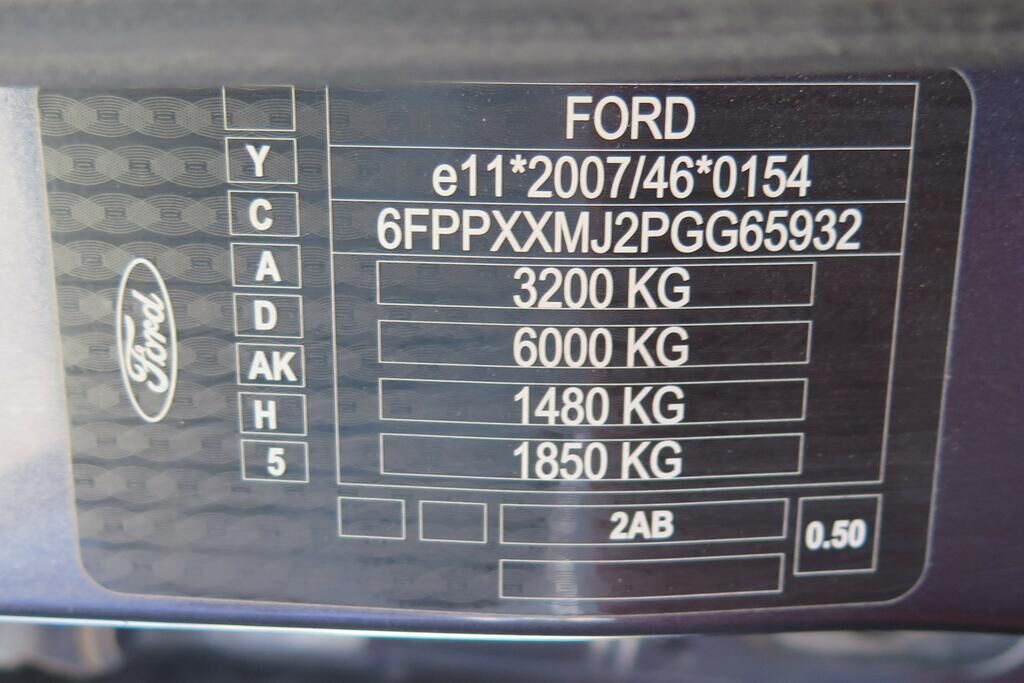 FORD
Y
e11*2007/46*0154
C
6FPPXXMJ2PGG65932
A
3200 KG
D
6000 KG
AK
1480 KG
H
1850 KG
5
Ford
2AB
0.50